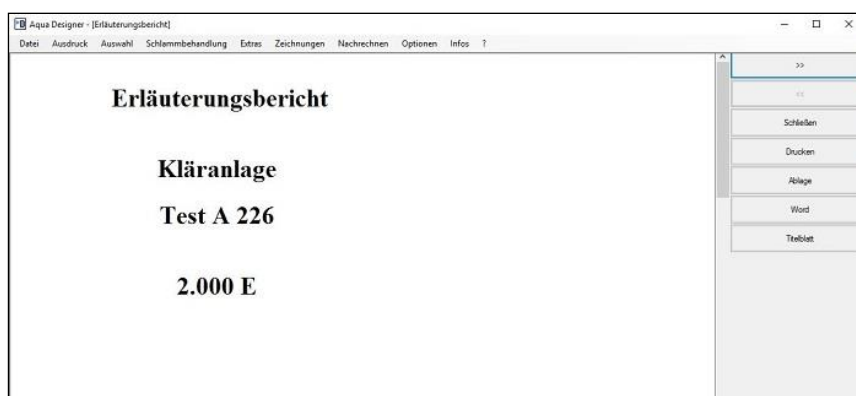 Aqua Designer - [Erläuterungsbericht]
Datei Ausdruck Auswahl Schlammbehandlung Extras Zeichnungen Nachrechnen Optionen Infos ?
Erläuterungsbericht
Kläranlage
Test A 226
2.000 E
>>
<<
Schließen
Drucken
Ablage
Word
Titelblatt